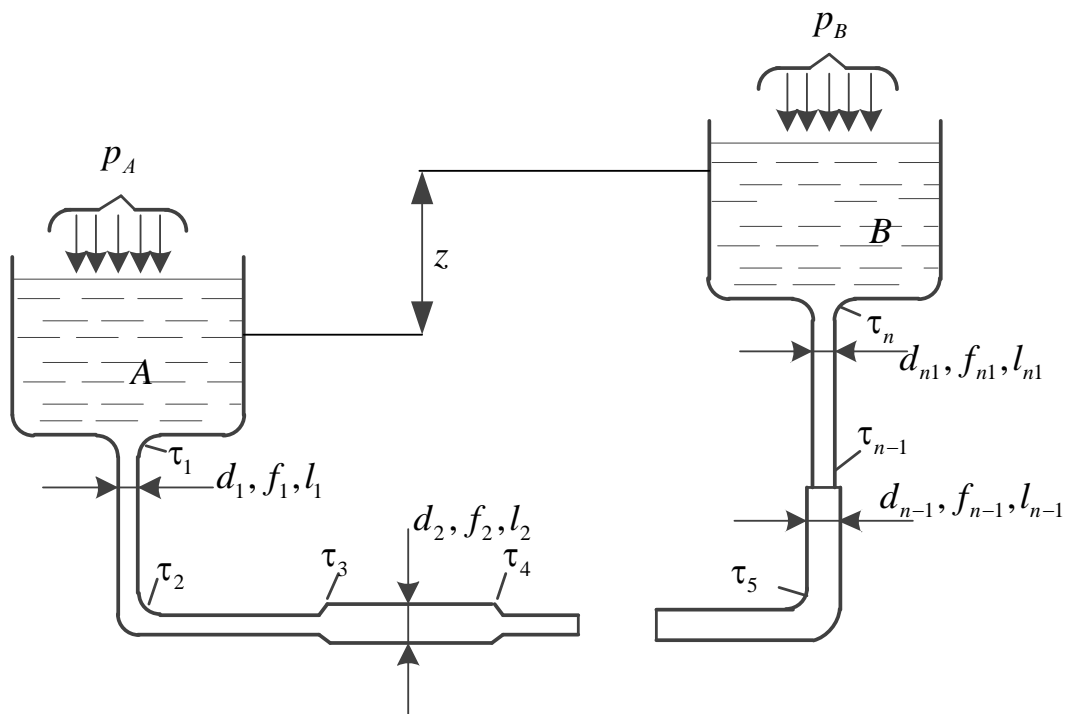 p_B
p_A
z
B
A
τ_n
d_{n1}, f_{n1}, l_{n1}
τ_1
τ_{n−1}
d_1, f_1, l_1
d_{n−1}, f_{n−1}, l_{n−1}
d_2, f_2, l_2
τ_2
τ_3
τ_4
τ_5